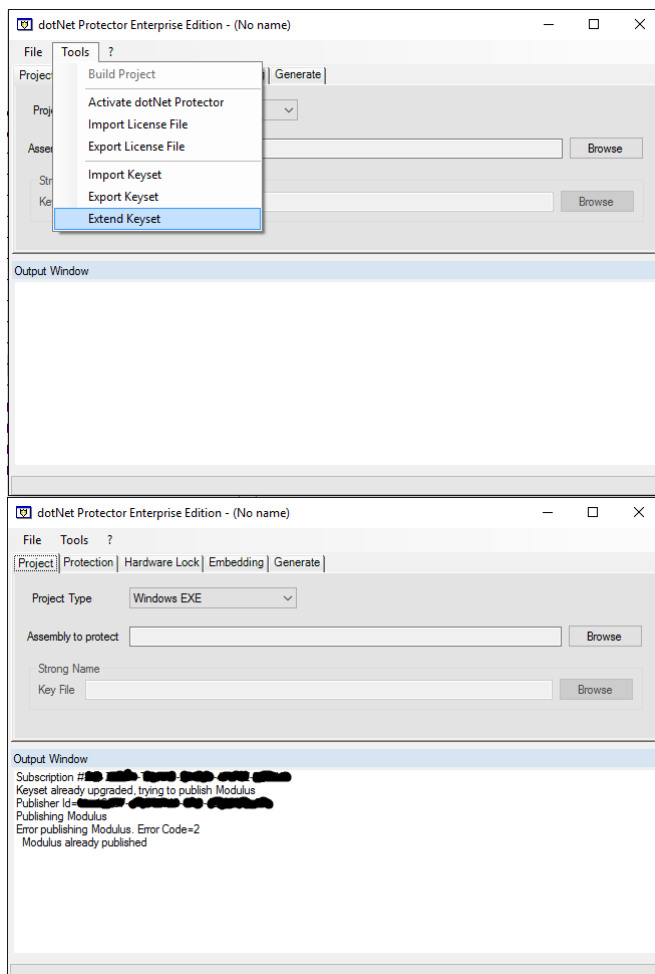 dotNet Protector Enterprise Edition - (No name)
File Tools ?
Project Generate
Build Project
Activate dotNet Protector
Import License File
Export License File
Import Keyset
Export Keyset
Extend Keyset
Browse
Browse
Output Window
dotNet Protector Enterprise Edition - (No name)
File Tools ?
Project Protection Hardware Lock Embedding Generate
Project Type Windows EXE
Assembly to protect Browse
Strong Name
Key File Browse
Output Window
Subscription #
Keyset already upgraded, trying to publish Modulus
Publisher Id=
Publishing Modulus
Error publishing Modulus. Error Code=2
Modulus already published